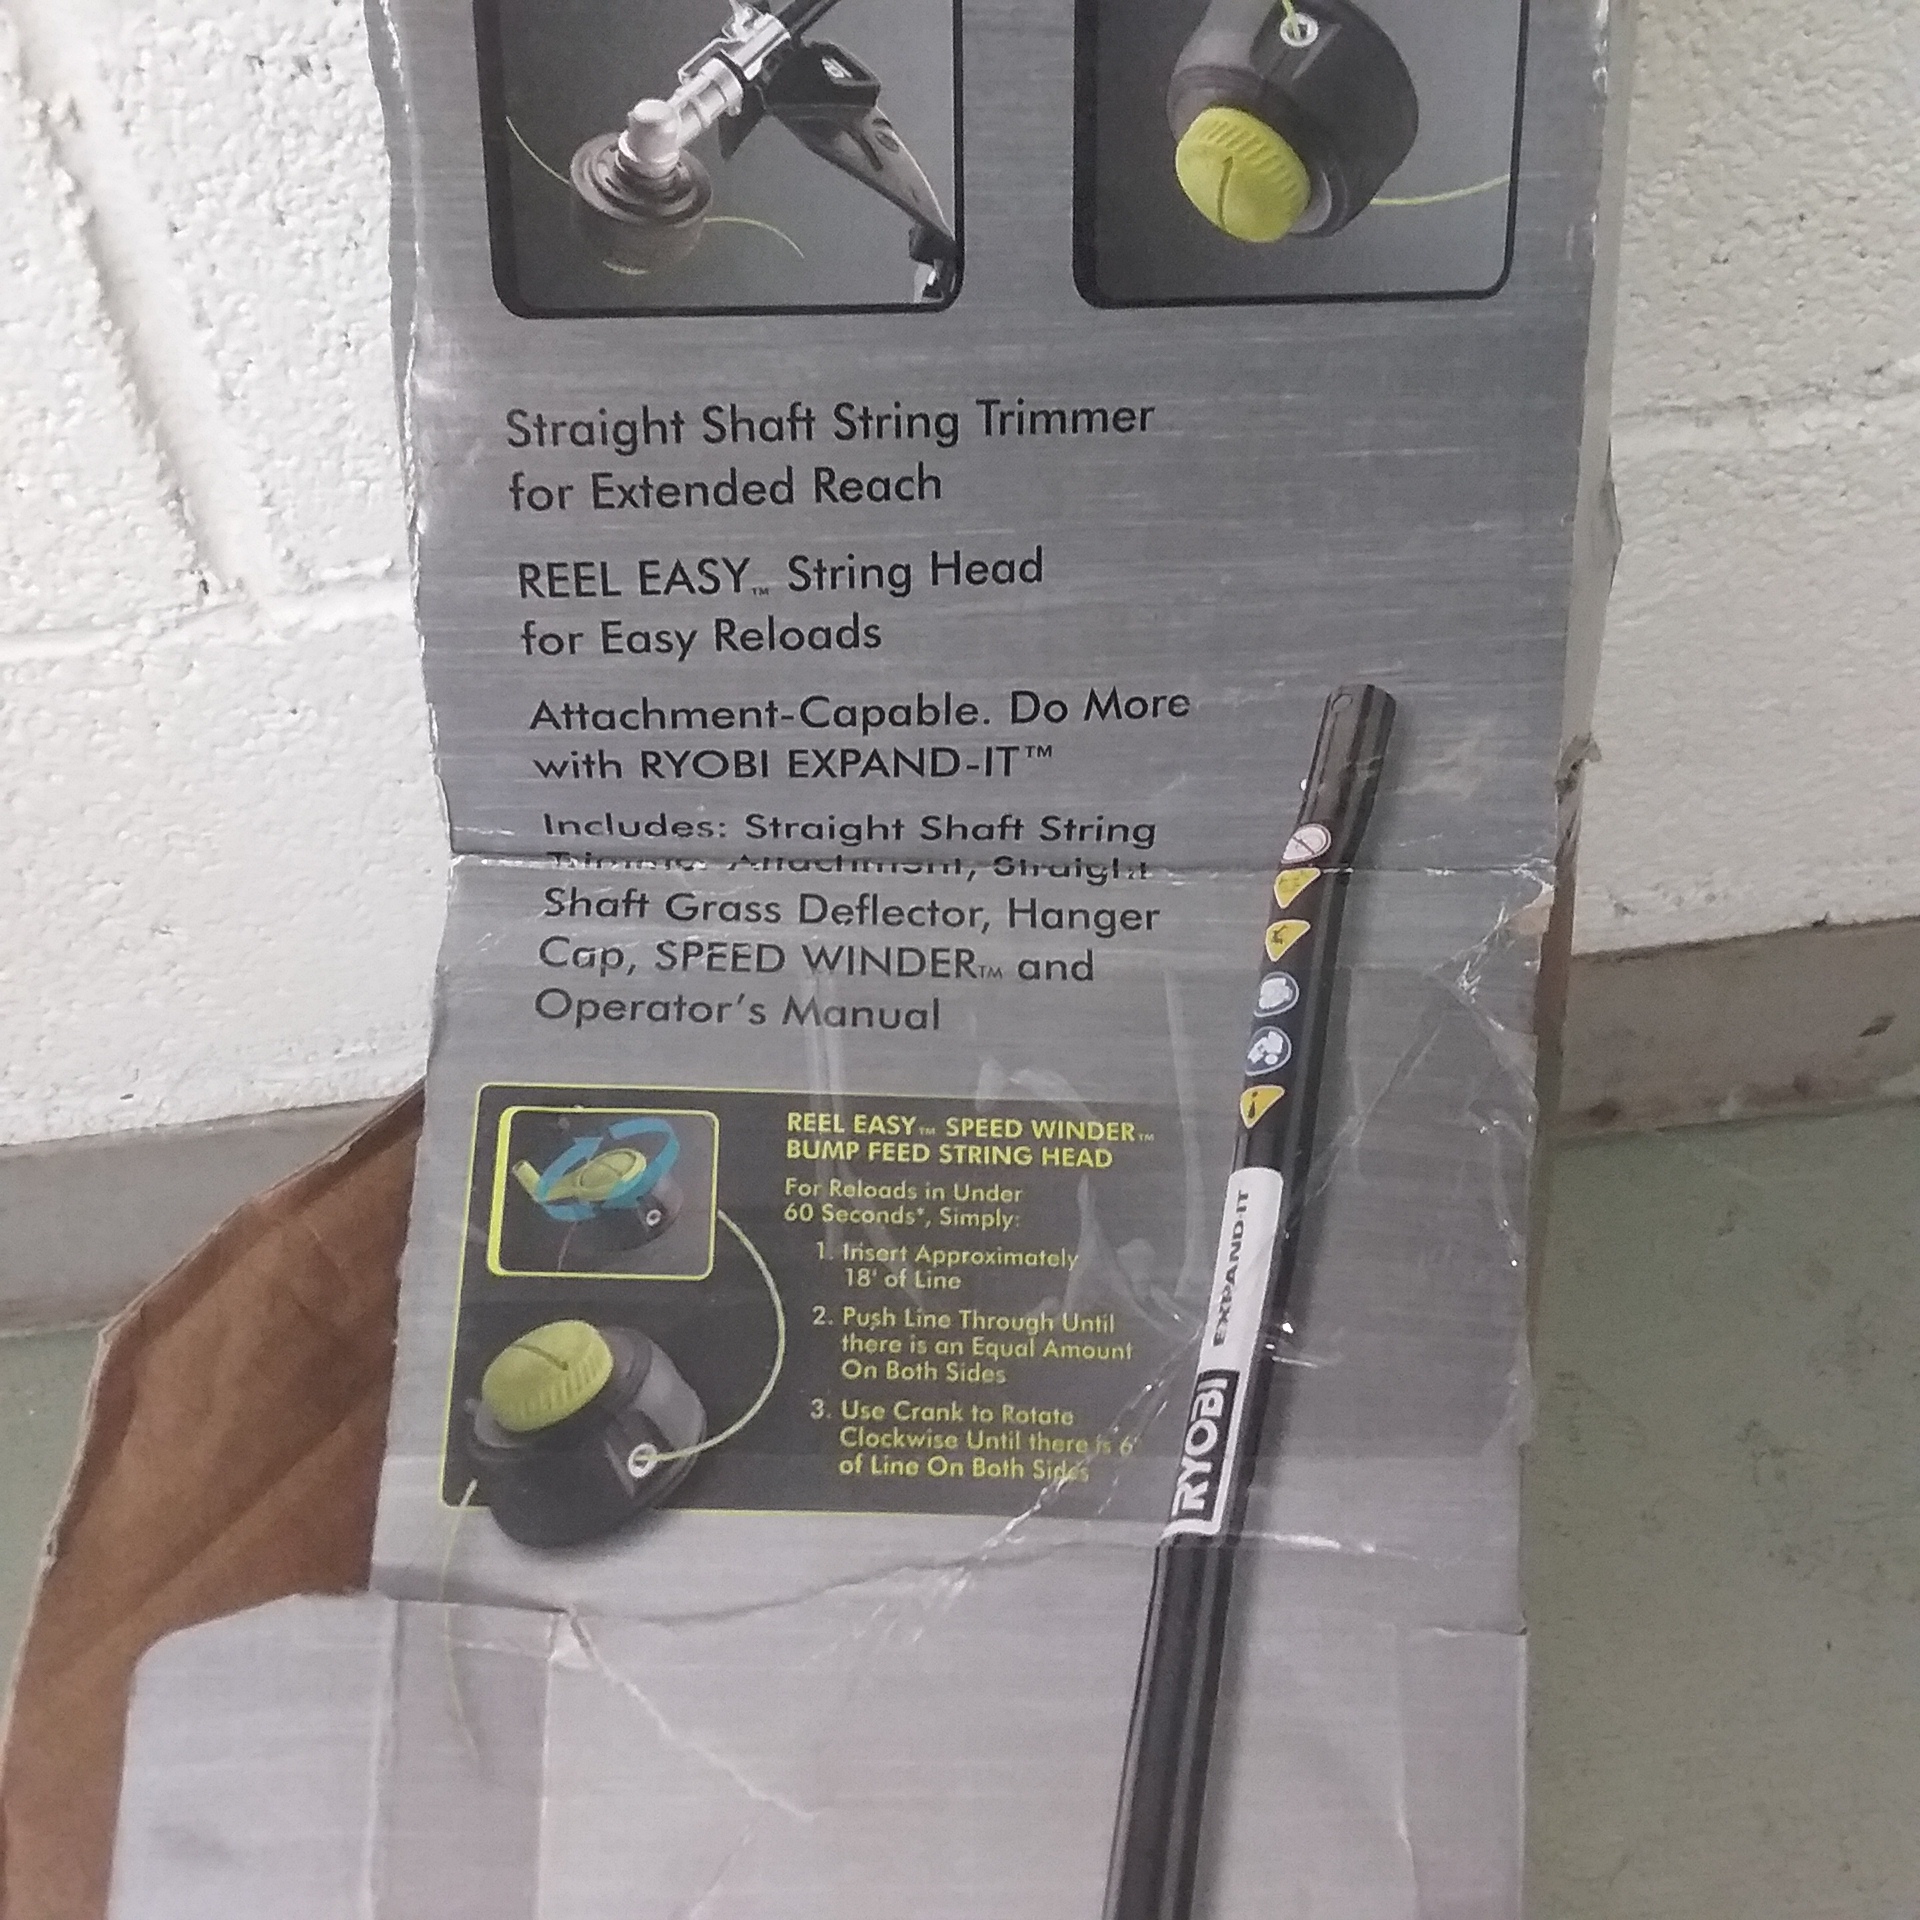 Straight Shaft String Trimmer
for Extended Reach
REEL EASY™ String Head
for Easy Reloads
Attachment-Capable. Do More
with RYOBI EXPAND-IT™
Includes: Straight Shaft String
Trimmer Attachment, Straight
Shaft Grass Deflector, Hanger
Cap, SPEED WINDER™ and
Operator's Manual
REEL EASY™ SPEED WINDER™
BUMP FEED STRING HEAD
For Reloads in Under
60 Seconds*, Simply:
1. Insert Approximately
18' of Line
2. Push Line Through Until
there is an Equal Amount
On Both Sides
3. Use Crank to Rotate
Clockwise Until there is 6"
of Line On Both Sides
RYOBI EXPAND-IT